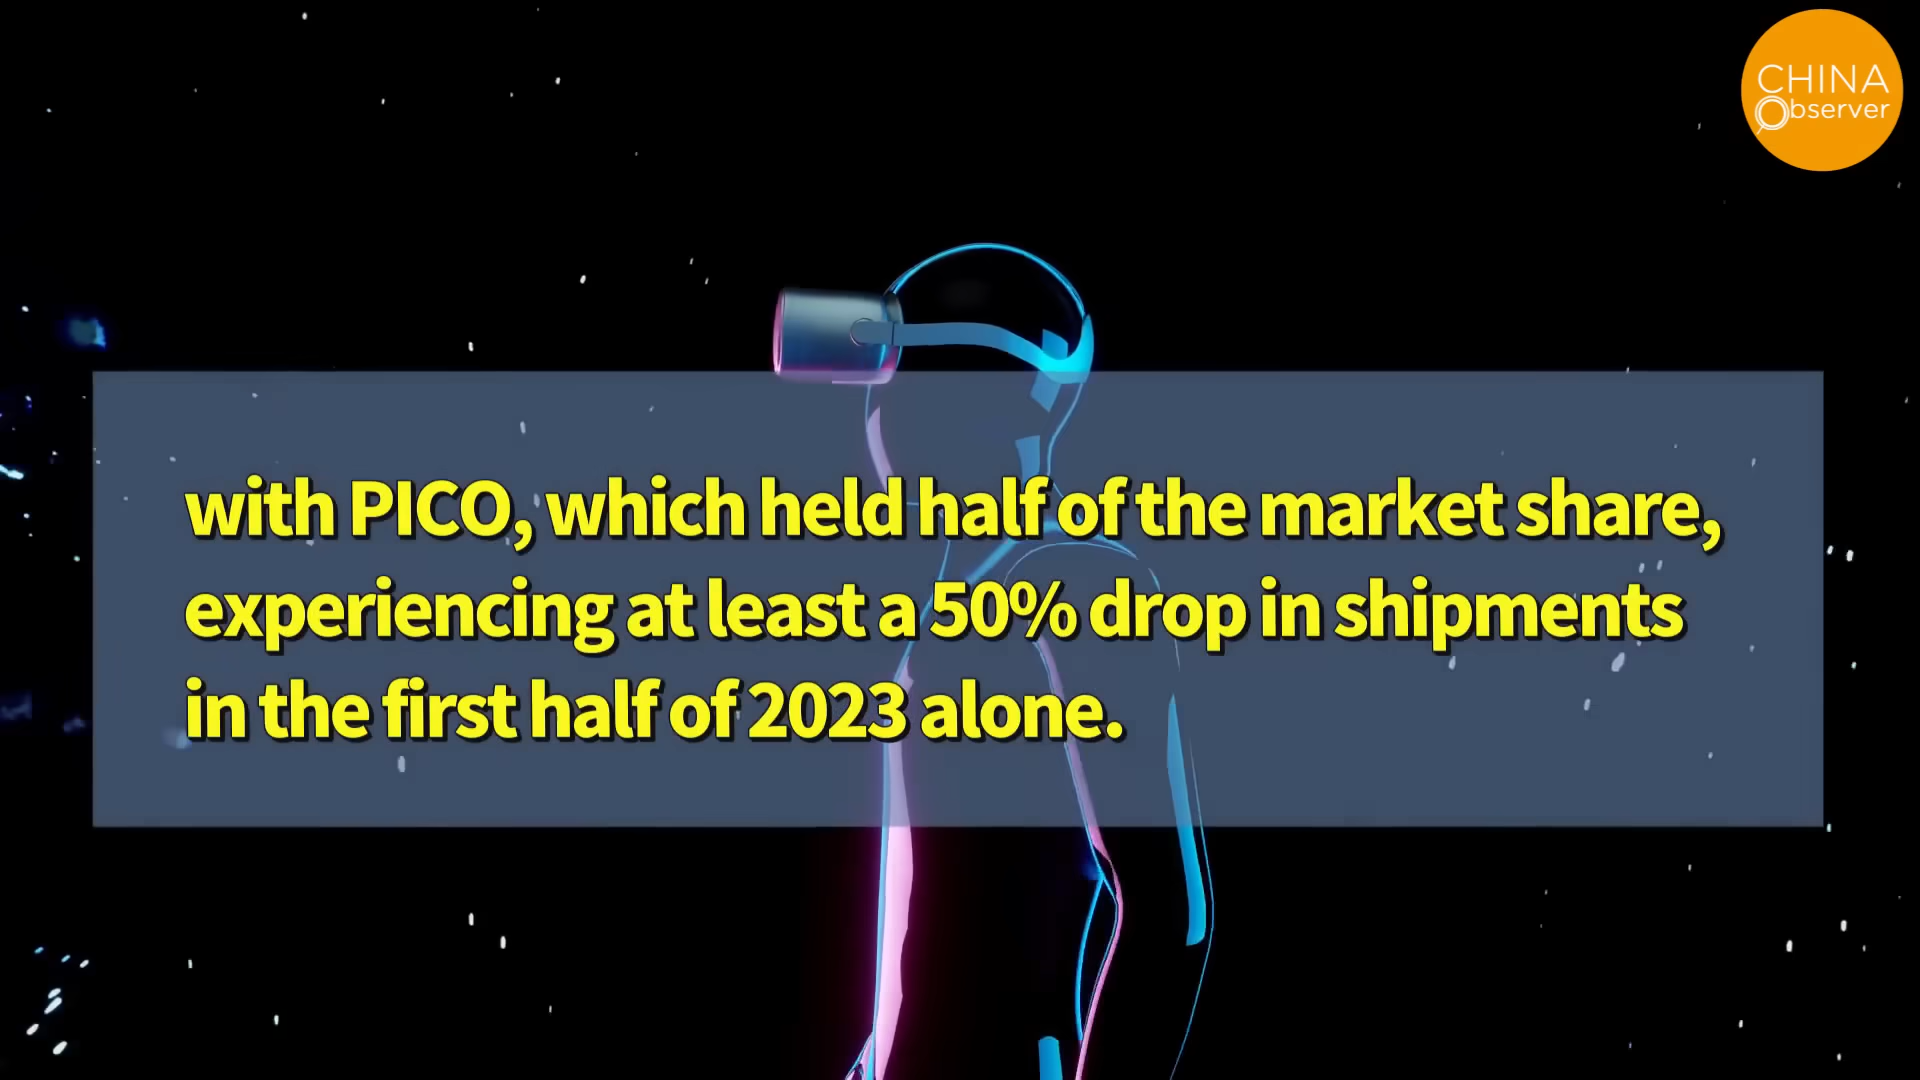 CHINA
Observer
with PICO, which held half of the market share,
experiencing at least a 50% drop in shipments
in the first half of 2023 alone.